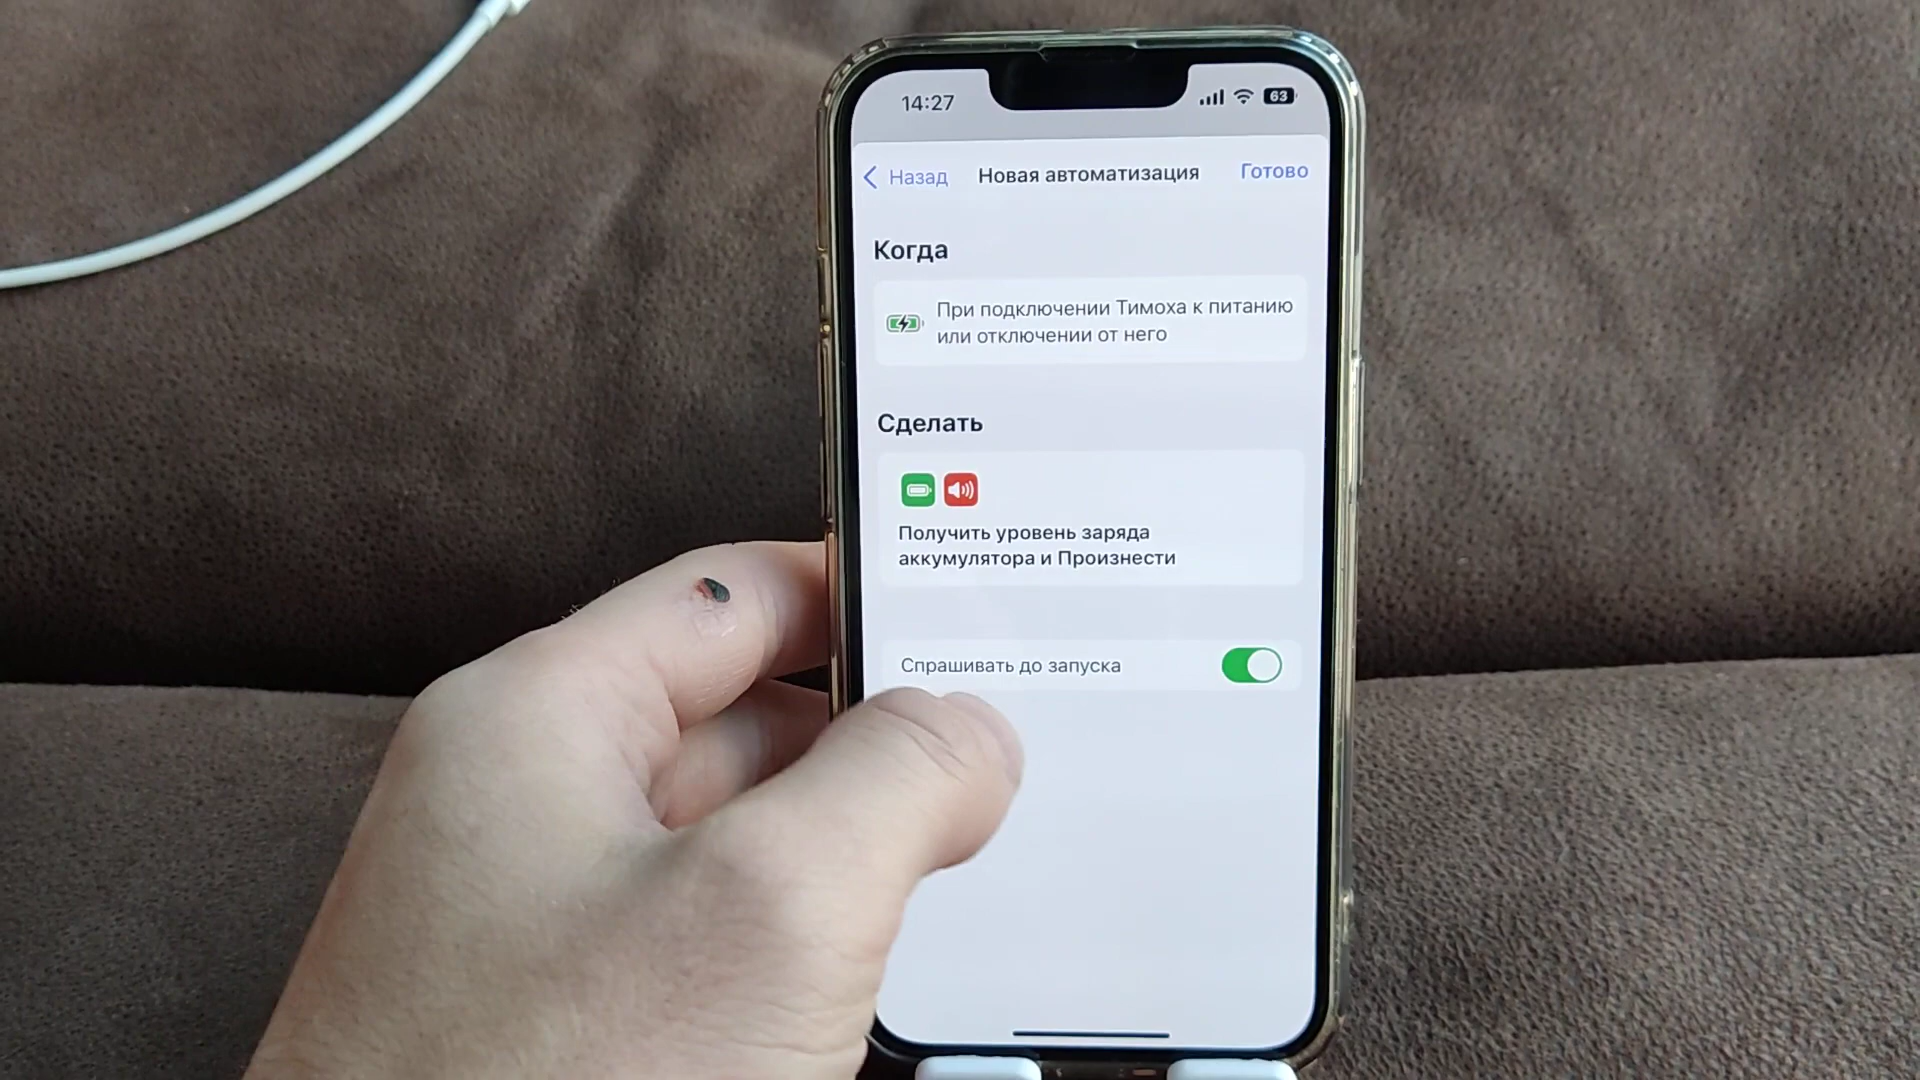 14:27
63
Назад
Новая автоматизация
Готово
Когда
При подключении Тимоха к питанию
или отключении от него
Сделать
Получить уровень заряда
аккумулятора и Произнести
Спрашивать до запуска